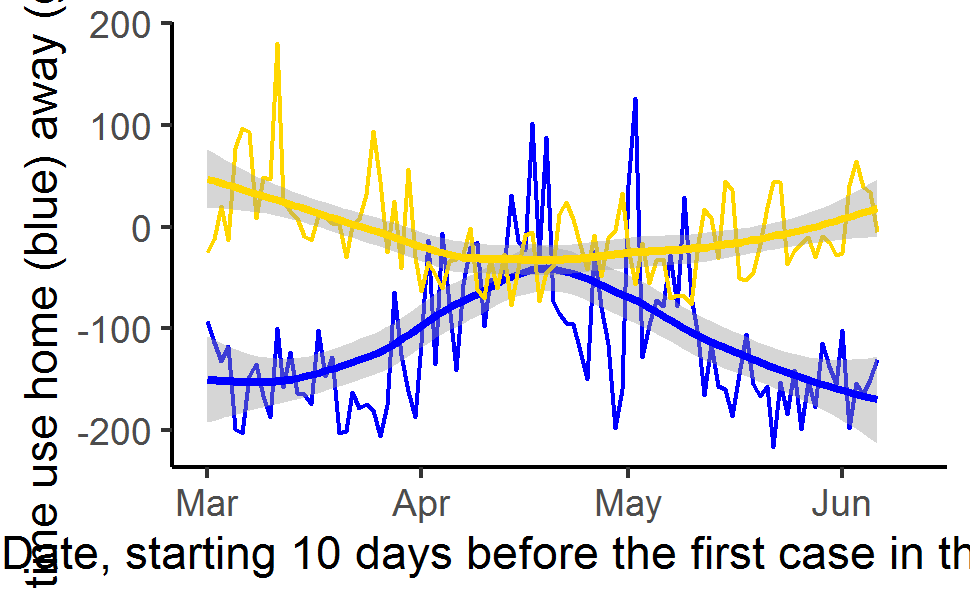 time use home (blue) away (
200
100
0
-100
-200
Mar Apr May Jun
Date, starting 10 days before the first case in th